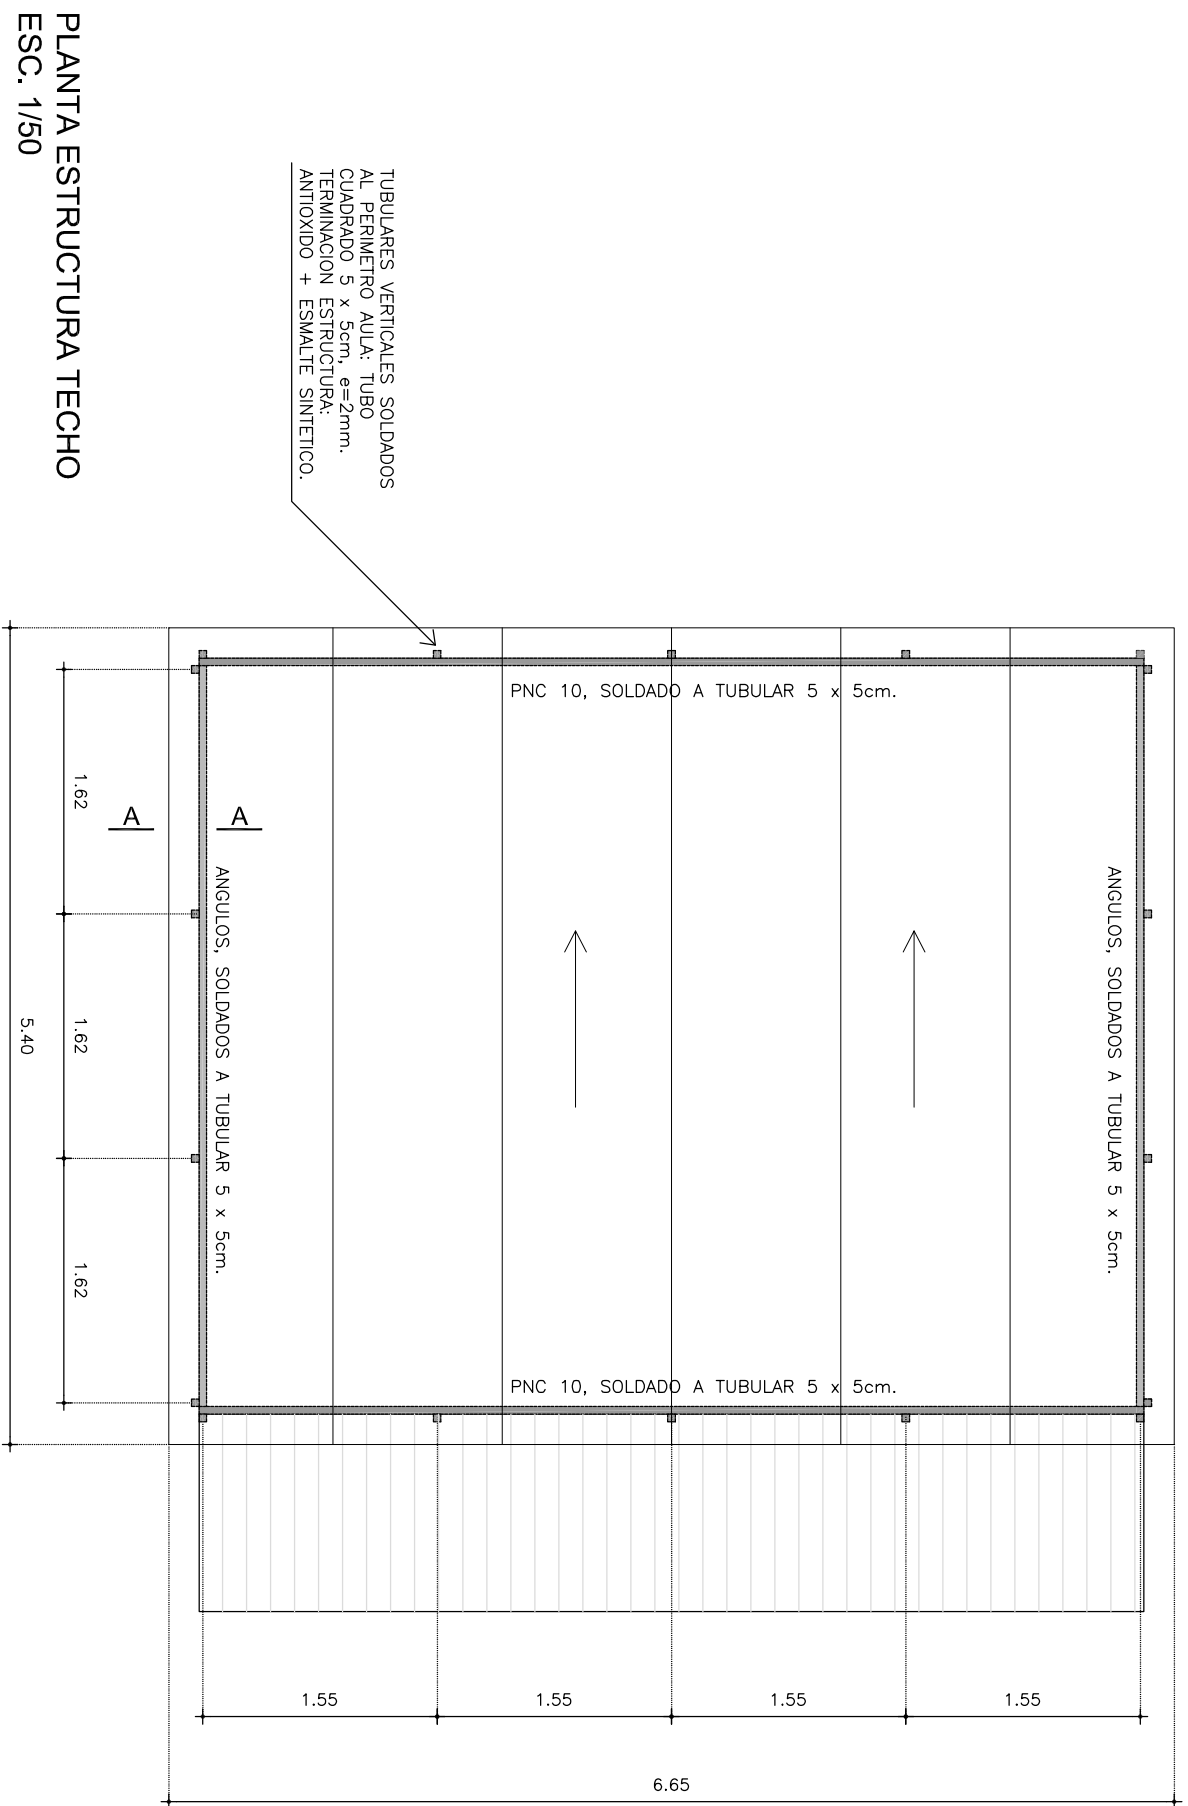 PLANTA ESTRUCTURA TECHO
ESC. 1/50
TUBULARES VERTICALES SOLDADOS
AL PERIMETRO AULA: TUBO
CUADRADO 5 x 5cm, e=2mm.
TERMINACION ESTRUCTURA:
ANTIOXIDO + ESMALTE SINTETICO.
PNC 10, SOLDADO A TUBULAR 5 x 5cm.
A
A
ANGULOS, SOLDADOS A TUBULAR 5 x 5cm.
ANGULOS, SOLDADOS A TUBULAR 5 x 5cm.
PNC 10, SOLDADO A TUBULAR 5 x 5cm.
1.62
1.62
1.62
5.40
1.55
1.55
1.55
1.55
6.65